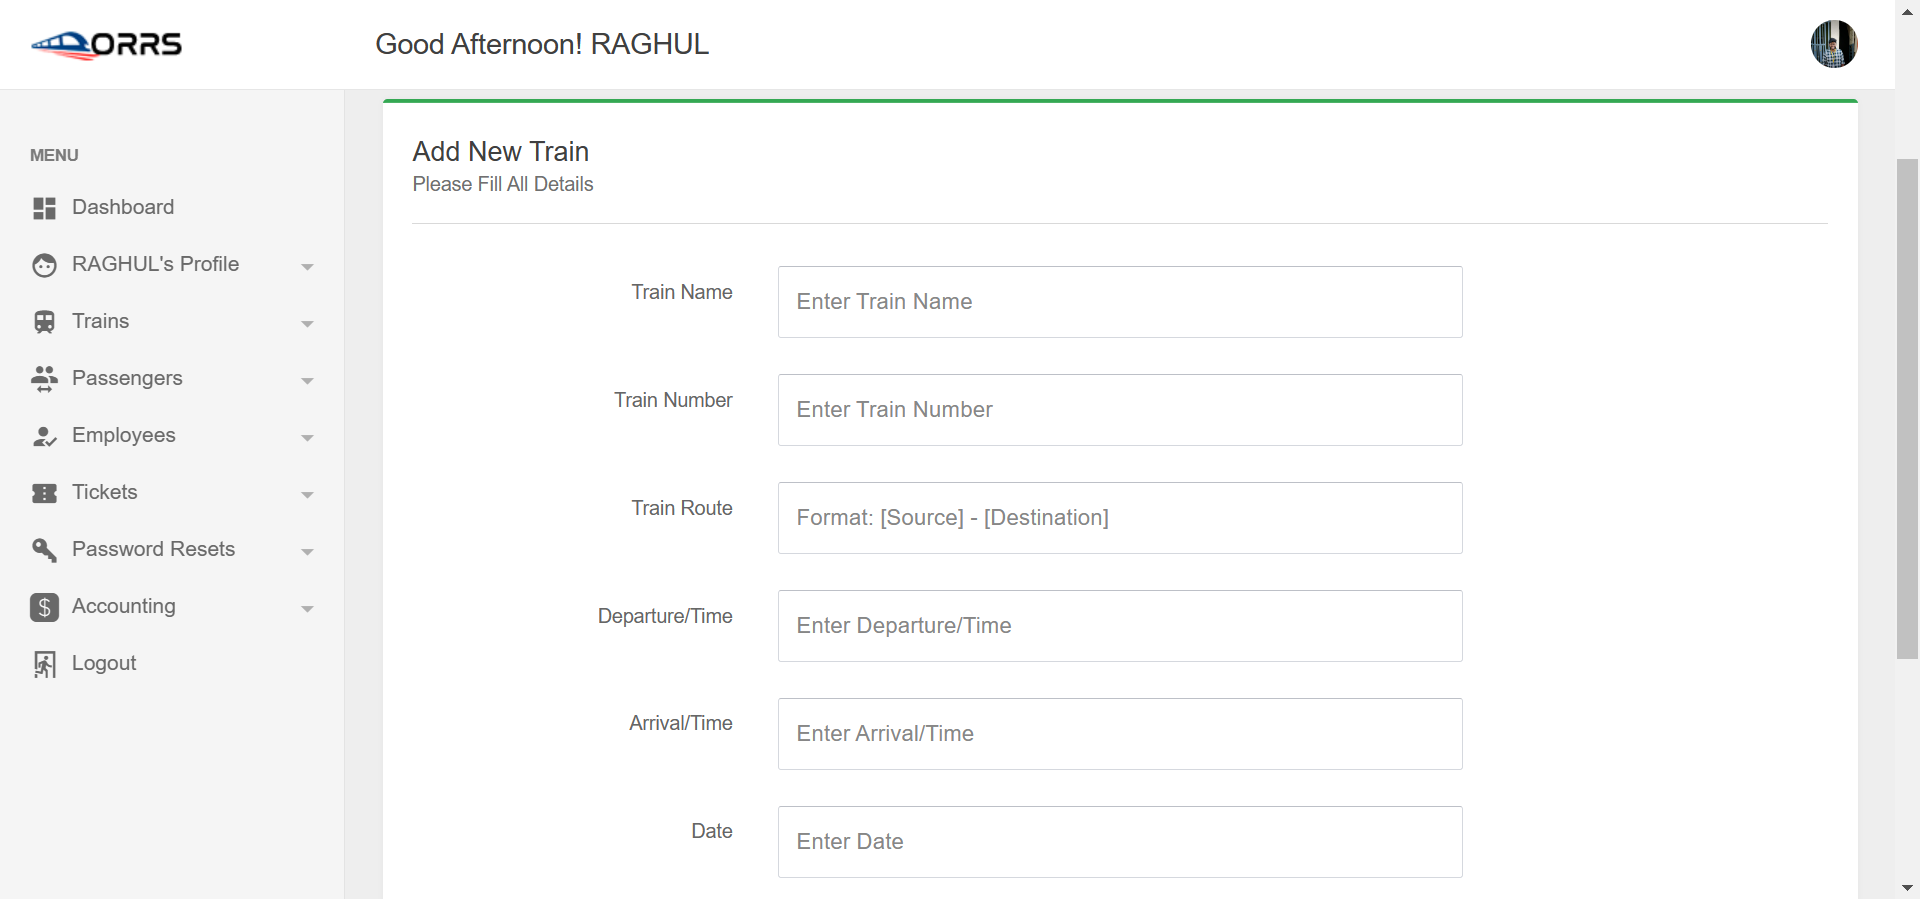 ORRS
Good Afternoon! RAGHUL
MENU
Dashboard
RAGHUL's Profile
Trains
Passengers
Employees
Tickets
Password Resets
Accounting
Logout
Add New Train
Please Fill All Details
Train Name
Enter Train Name
Train Number
Enter Train Number
Train Route
Format: [Source] - [Destination]
Departure/Time
Enter Departure/Time
Arrival/Time
Enter Arrival/Time
Date
Enter Date